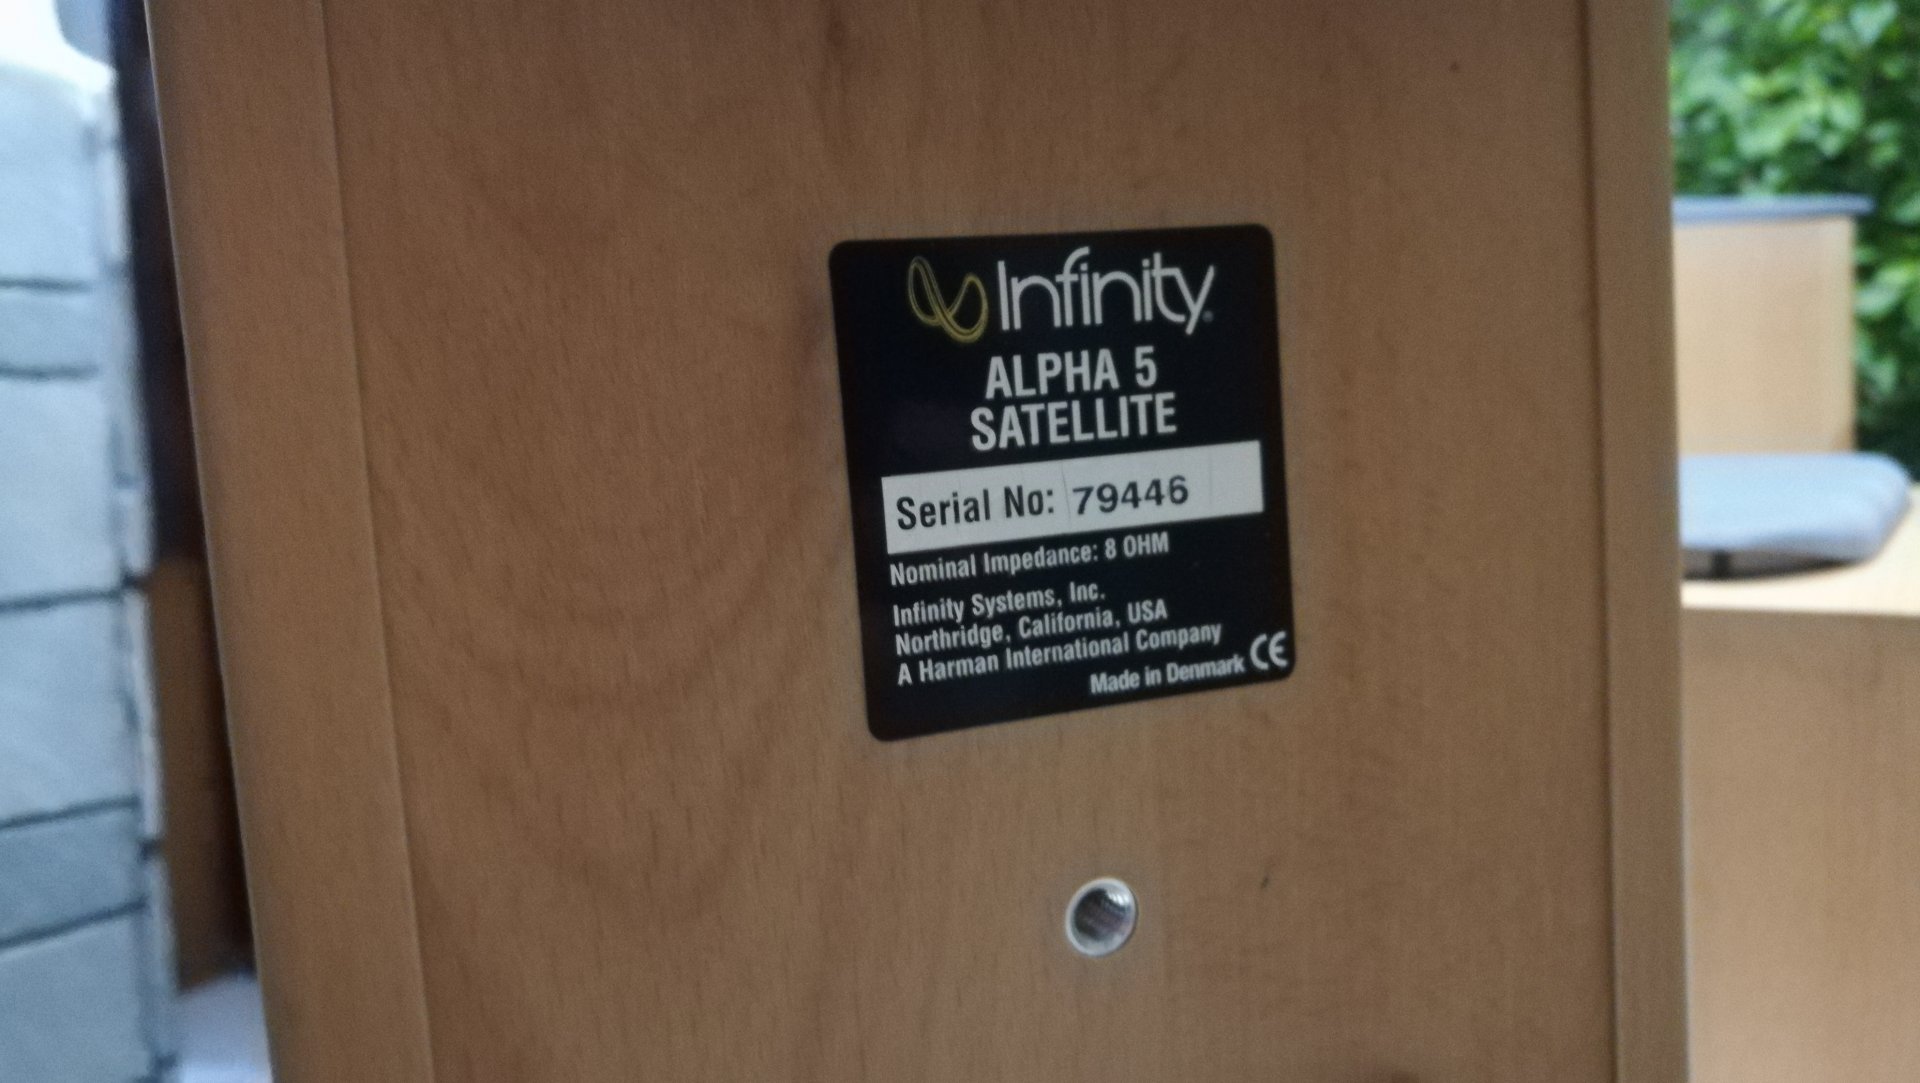 Infinity®
ALPHA 5
SATELLITE
Serial No: 79446
Nominal Impedance: 8 OHM
Infinity Systems, Inc.
Northridge, California, USA
A Harman International Company
Made in Denmark CE